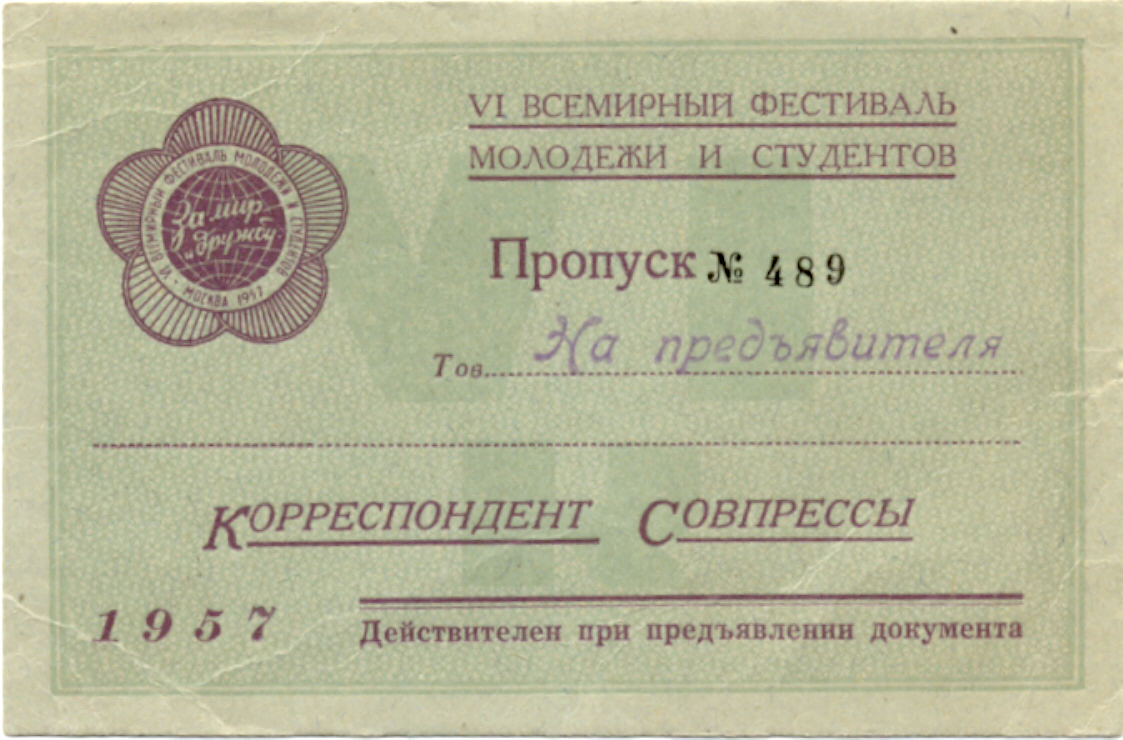 VI ВСЕМИРНЫЙ ФЕСТИВАЛЬ
МОЛОДЕЖИ И СТУДЕНТОВ
VI ВСЕМИРНЫЙ ФЕСТИВАЛЬ МОЛОДЕЖИ И СТУДЕНТОВ
За мир
и дружбу
МОСКВА 1957
Пропуск № 489
Тов. На предъявителя
КОРРЕСПОНДЕНТ СОВПРЕССЫ
1957
Действителен при предъявлении документа
VI